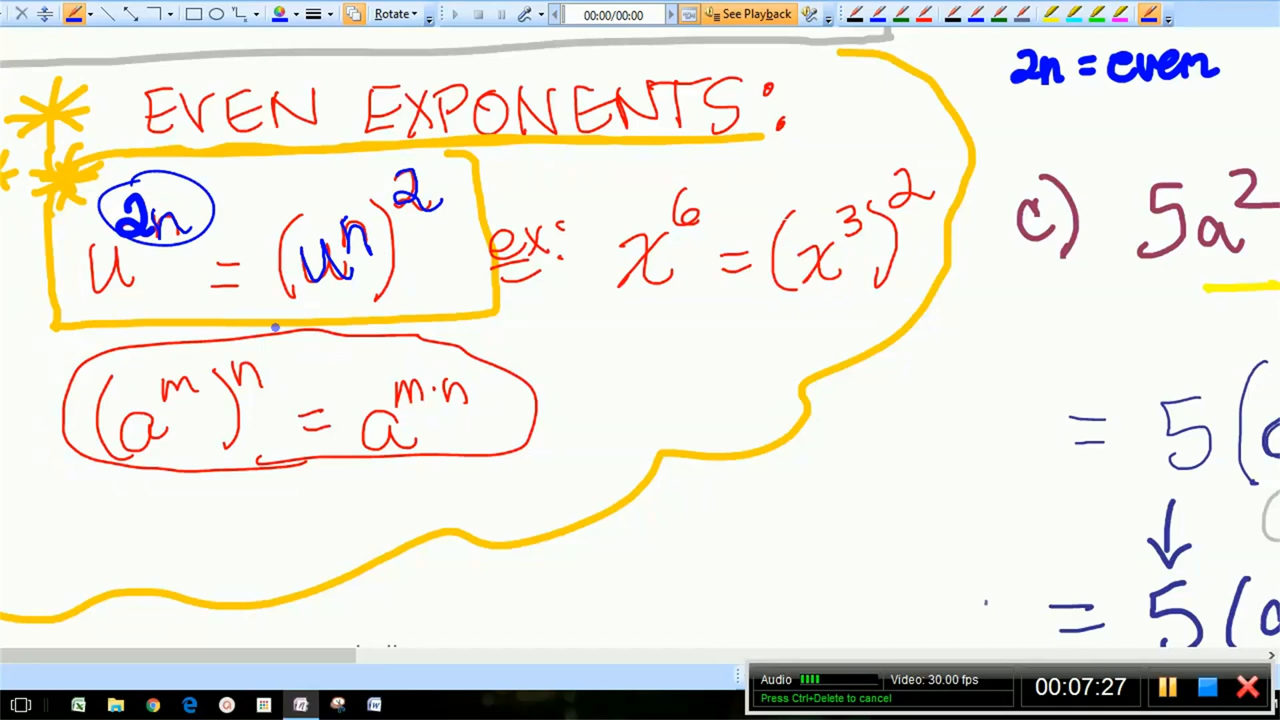 Rotate
00:00/00:00
See Playback
2n = even
EVEN EXPONENTS:
u^{2n} = (u^n)^2
ex: x^6 = (x^3)^2
c) 5a^2
(a^m)^n = a^{m·n}
= 5(
= 5(a
Audio
Video: 30.00 fps
Press Ctrl+Delete to cancel
00:07:27